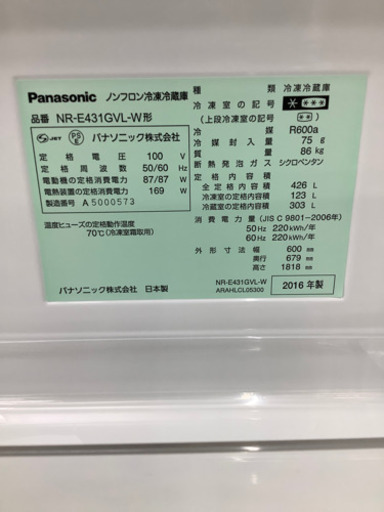 Panasonic ノンフロン冷凍冷蔵庫
品番 NR-E431GVL-W形
JET PSE パナソニック株式会社
定格電圧 100 V
定格周波数 50/60 Hz
電動機の定格消費電力 87/87 W
電熱装置の定格消費電力 169 W
製造番号 A 5000573
温度ヒューズの定格動作温度
70℃(冷凍室霜取用)
パナソニック株式会社 日本製
種類 冷凍冷蔵庫
冷凍室の記号 * ***
(上段冷凍室の記号 **)
冷媒 R600a
冷媒封入量 75 g
質量 86 kg
断熱発泡ガス シクロペンタン
定格内容積
全定格内容積 426 L
冷凍室の定格内容積 123 L
冷蔵室の定格内容積 303 L
消費電力量 (JIS C 9801-2006年)
50 Hz 220 kWh/年
60 Hz 220 kWh/年
外形寸法 幅 600 mm
奥行 679 mm
高さ 1818 mm
NR-E431GVL-W
ARAHLCL05300
2016 年製